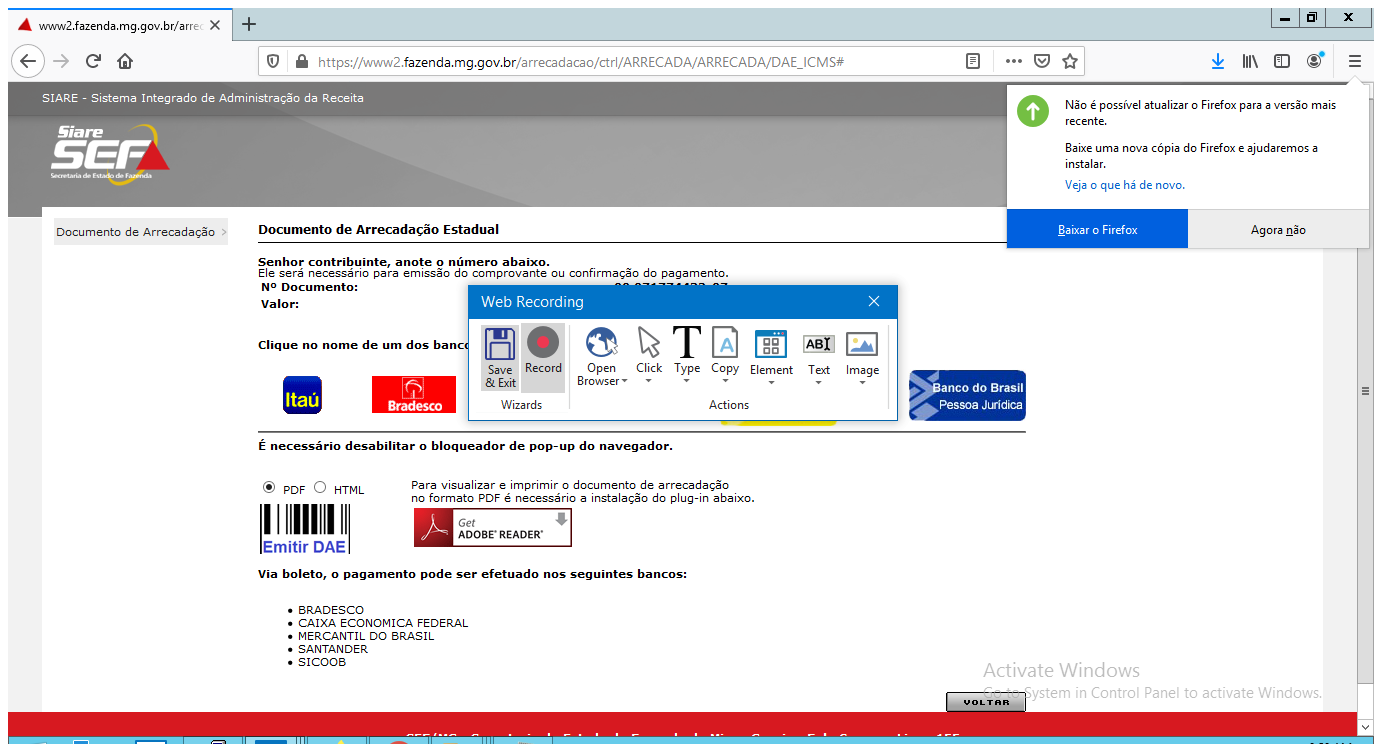 www2.fazenda.mg.gov.br/arrec
https://www2.fazenda.mg.gov.br/arrecadacao/ctrl/ARRECADA/ARRECADA/DAE_ICMS#
SIARE - Sistema Integrado de Administração da Receita
Siare
SEF
Secretaria de Estado de Fazenda
Não é possível atualizar o Firefox para a versão mais
recente.
Baixe uma nova cópia do Firefox e ajudaremos a
instalar.
Veja o que há de novo.
Baixar o Firefox
Agora não
Documento de Arrecadação >
Documento de Arrecadação Estadual
Senhor contribuinte, anote o número abaixo.
Ele será necessário para emissão do comprovante ou confirmação do pagamento.
Nº Documento:
Valor:
Clique no nome de um dos banco
Web Recording
Save
& Exit
Record
Open
Browser
Click
Type
Copy
Element
Text
Image
Wizards
Actions
Itaú
Bradesco
Banco do Brasil
Pessoa Jurídica
É necessário desabilitar o bloqueador de pop-up do navegador.
PDF HTML
Para visualizar e imprimir o documento de arrecadação
no formato PDF é necessário a instalação do plug-in abaixo.
Emitir DAE
Get
ADOBE® READER®
Via boleto, o pagamento pode ser efetuado nos seguintes bancos:
• BRADESCO
• CAIXA ECONOMICA FEDERAL
• MERCANTIL DO BRASIL
• SANTANDER
• SICOOB
Activate Windows
Go to System in Control Panel to activate Windows.
VOLTAR